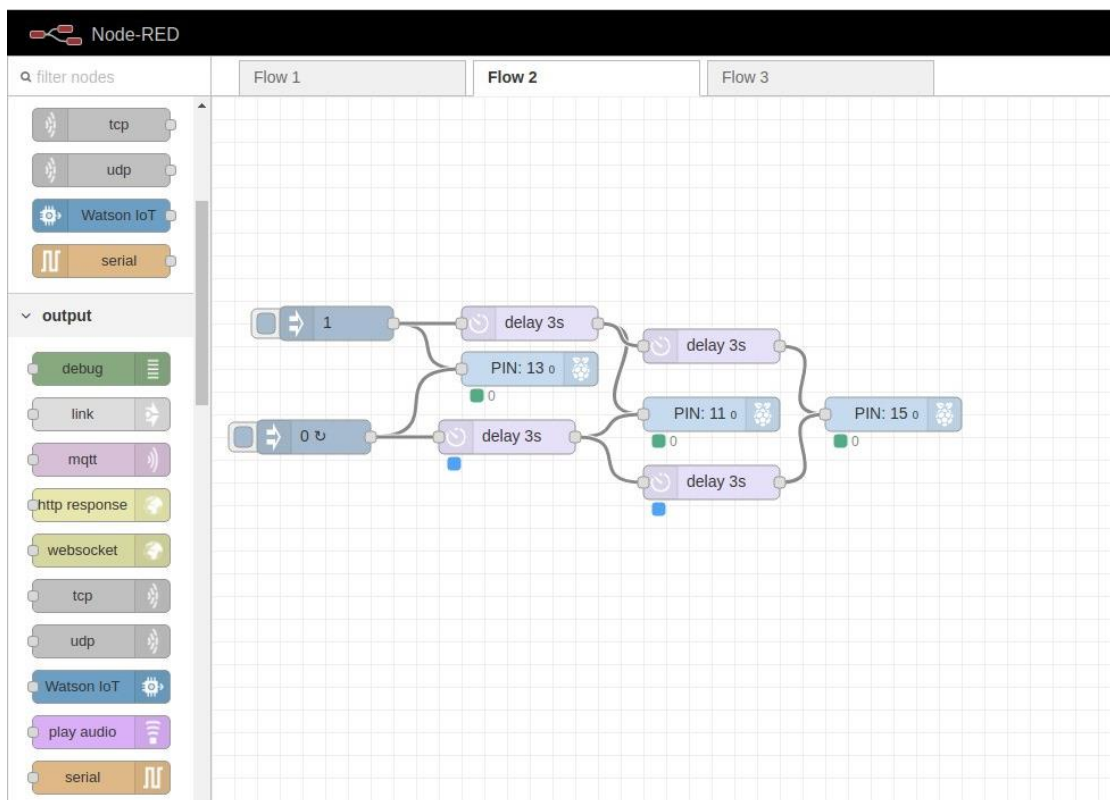 Node-RED
filter nodes
Flow 1
Flow 2
Flow 3
tcp
udp
Watson IoT
serial
output
debug
link
mqtt
http response
websocket
tcp
udp
Watson IoT
play audio
serial
1
delay 3s
delay 3s
PIN: 13 0
0
0 ↻
delay 3s
PIN: 11 0
0
PIN: 15 0
0
delay 3s